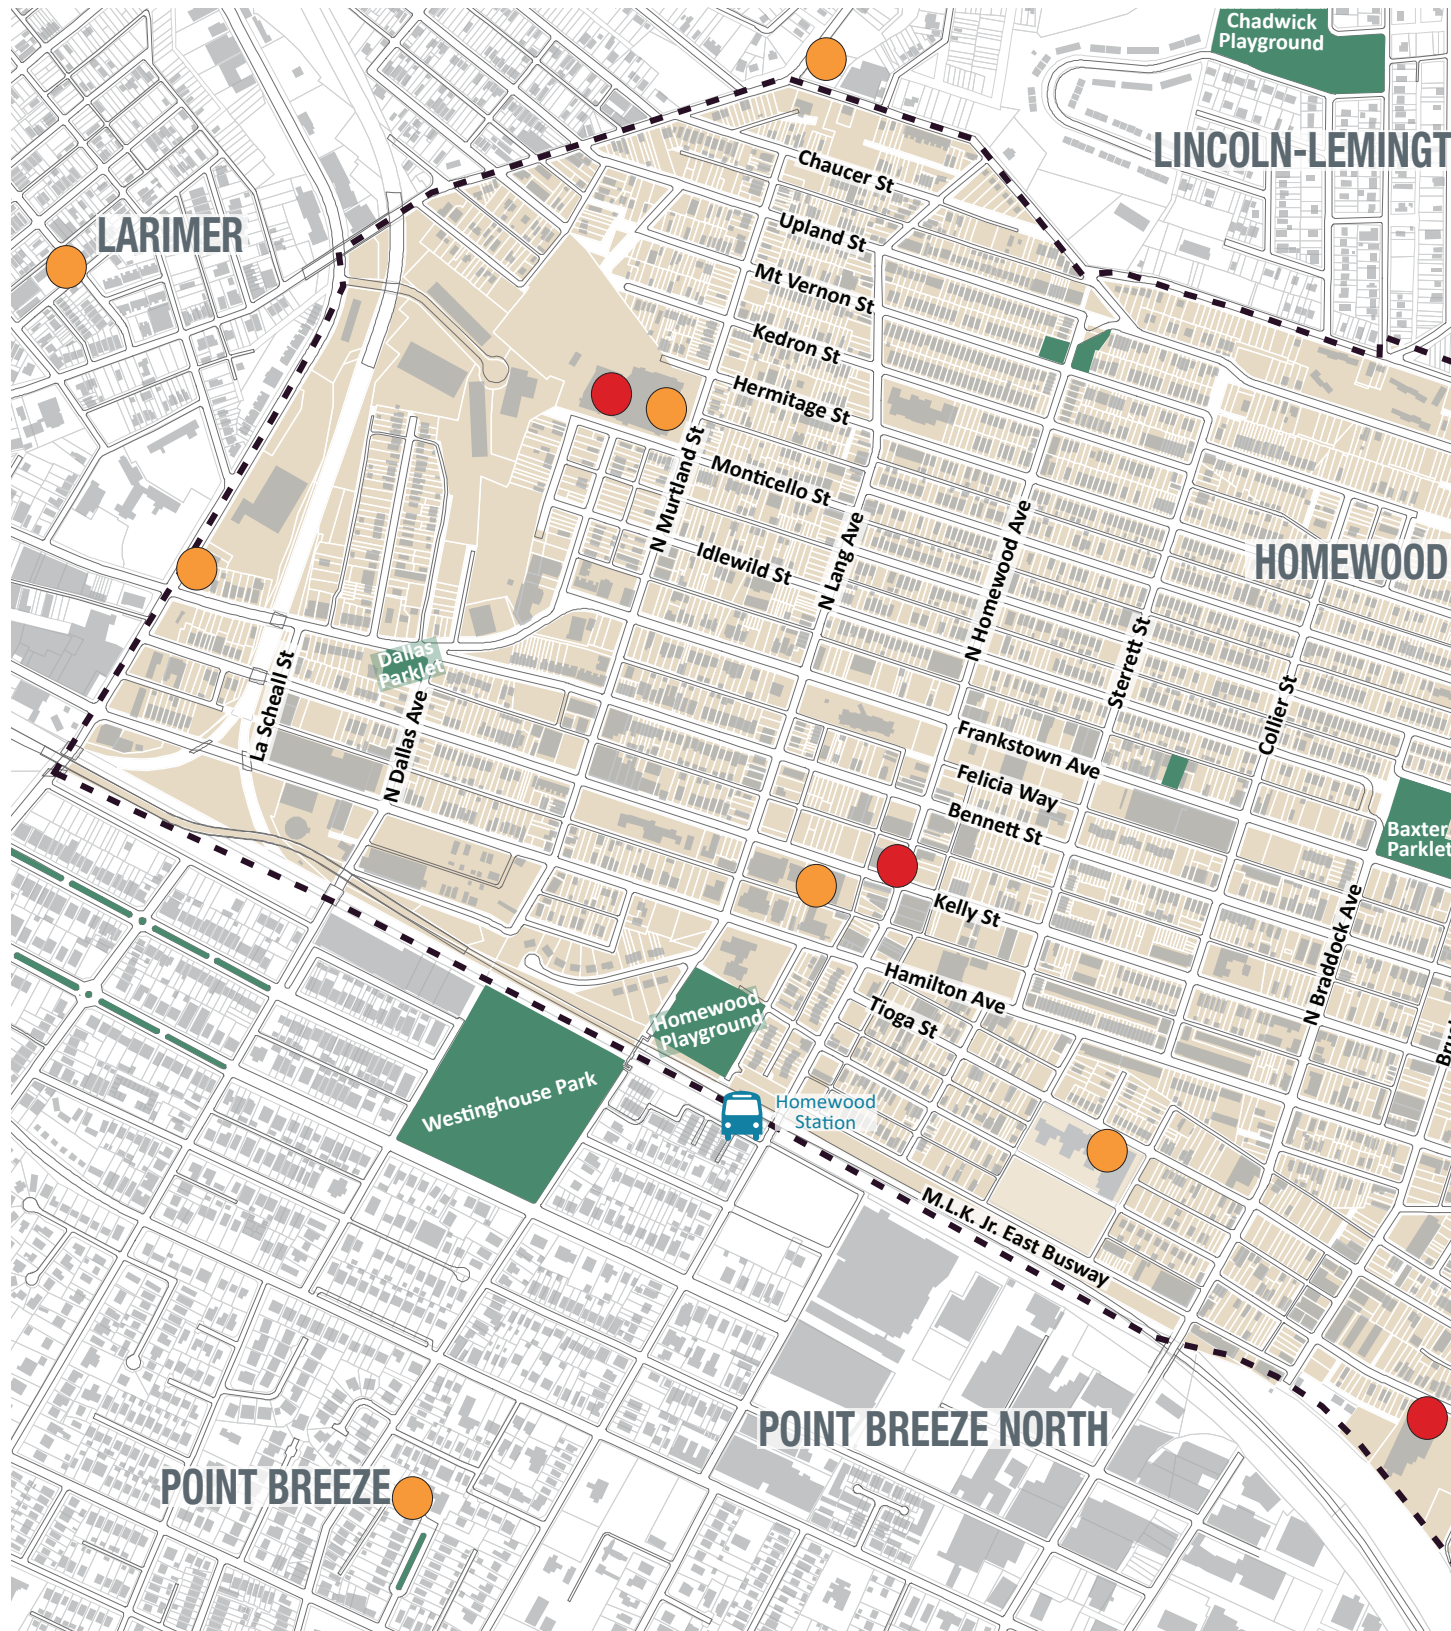 Chadwick
Playground
LINCOLN-LEMINGT
Chaucer St
LARIMER
Upland St
Mt Vernon St
Kedron St
Hermitage St
Monticello St
N Murtland St
Idlewild St
N Lang Ave
N Homewood Ave
HOMEWOOD
Dallas
Parklet
La Scheall St
N Dallas Ave
Sterrett St
Collier St
Frankstown Ave
Felicia Way
Bennett St
Baxter
Parklet
Kelly St
N Braddock Ave
Hamilton Ave
Tioga St
Homewood
Playground
Bru
Westinghouse Park
Homewood
Station
M.L.K. Jr. East Busway
POINT BREEZE NORTH
POINT BREEZE